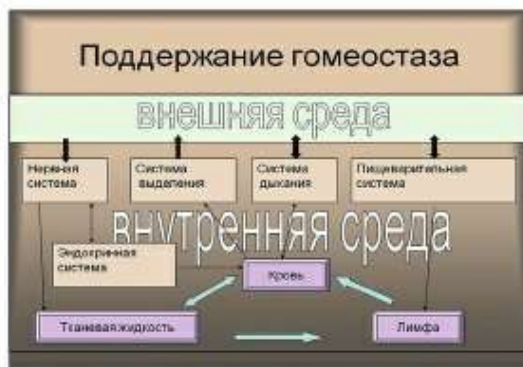 Поддержание гомеостаза
внешняя среда
Нервная система
Система выделения
Система дыхания
Пищеварительная система
внутренняя среда
Эндокринная система
Кровь
Тканевая жидкость
Лимфа